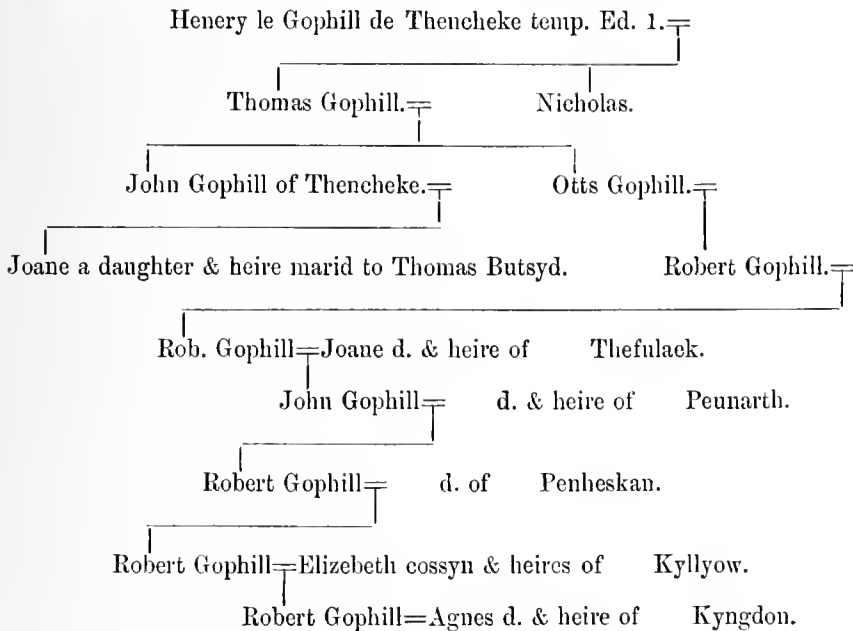 Henery le Gophill de Thencheke temp. Ed. 1.=
Thomas Gophill.= Nicholas.
John Gophill of Thencheke.= Otts Gophill.=
Joane a daughter & heire marid to Thomas Butsyd. Robert Gophill.=
Rob. Gophill=Joane d. & heire of Thefulack.
John Gophill= d. & heire of Peunarth.
Robert Gophill= d. of Penheskan.
Robert Gophill=Elizebeth cossyn & heires of Kyllyow.
Robert Gophill=Agnes d. & heire of Kyngdon.